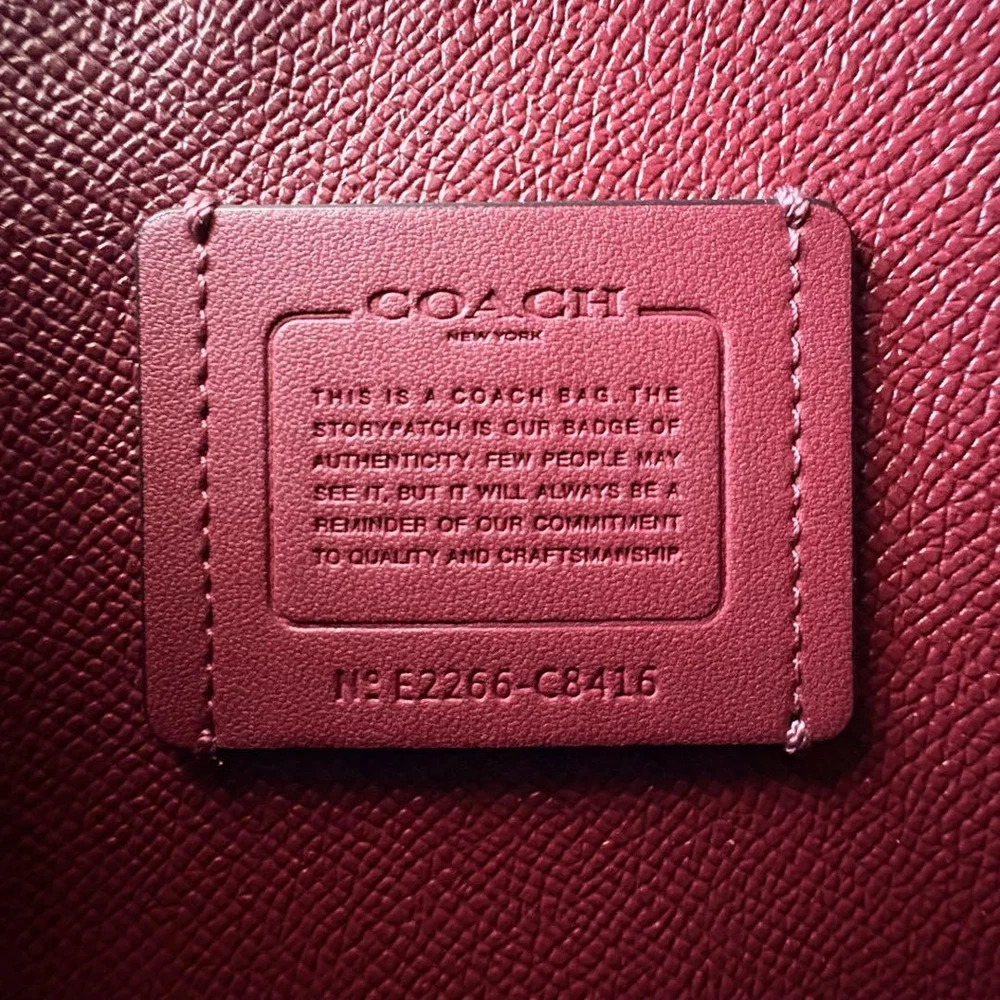 COACH
NEW YORK
THIS IS A COACH BAG. THE
STORYPATCH IS OUR BADGE OF
AUTHENTICITY. FEW PEOPLE MAY
SEE IT, BUT IT WILL ALWAYS BE A
REMINDER OF OUR COMMITMENT
TO QUALITY AND CRAFTSMANSHIP.
Nº E2266-C8416